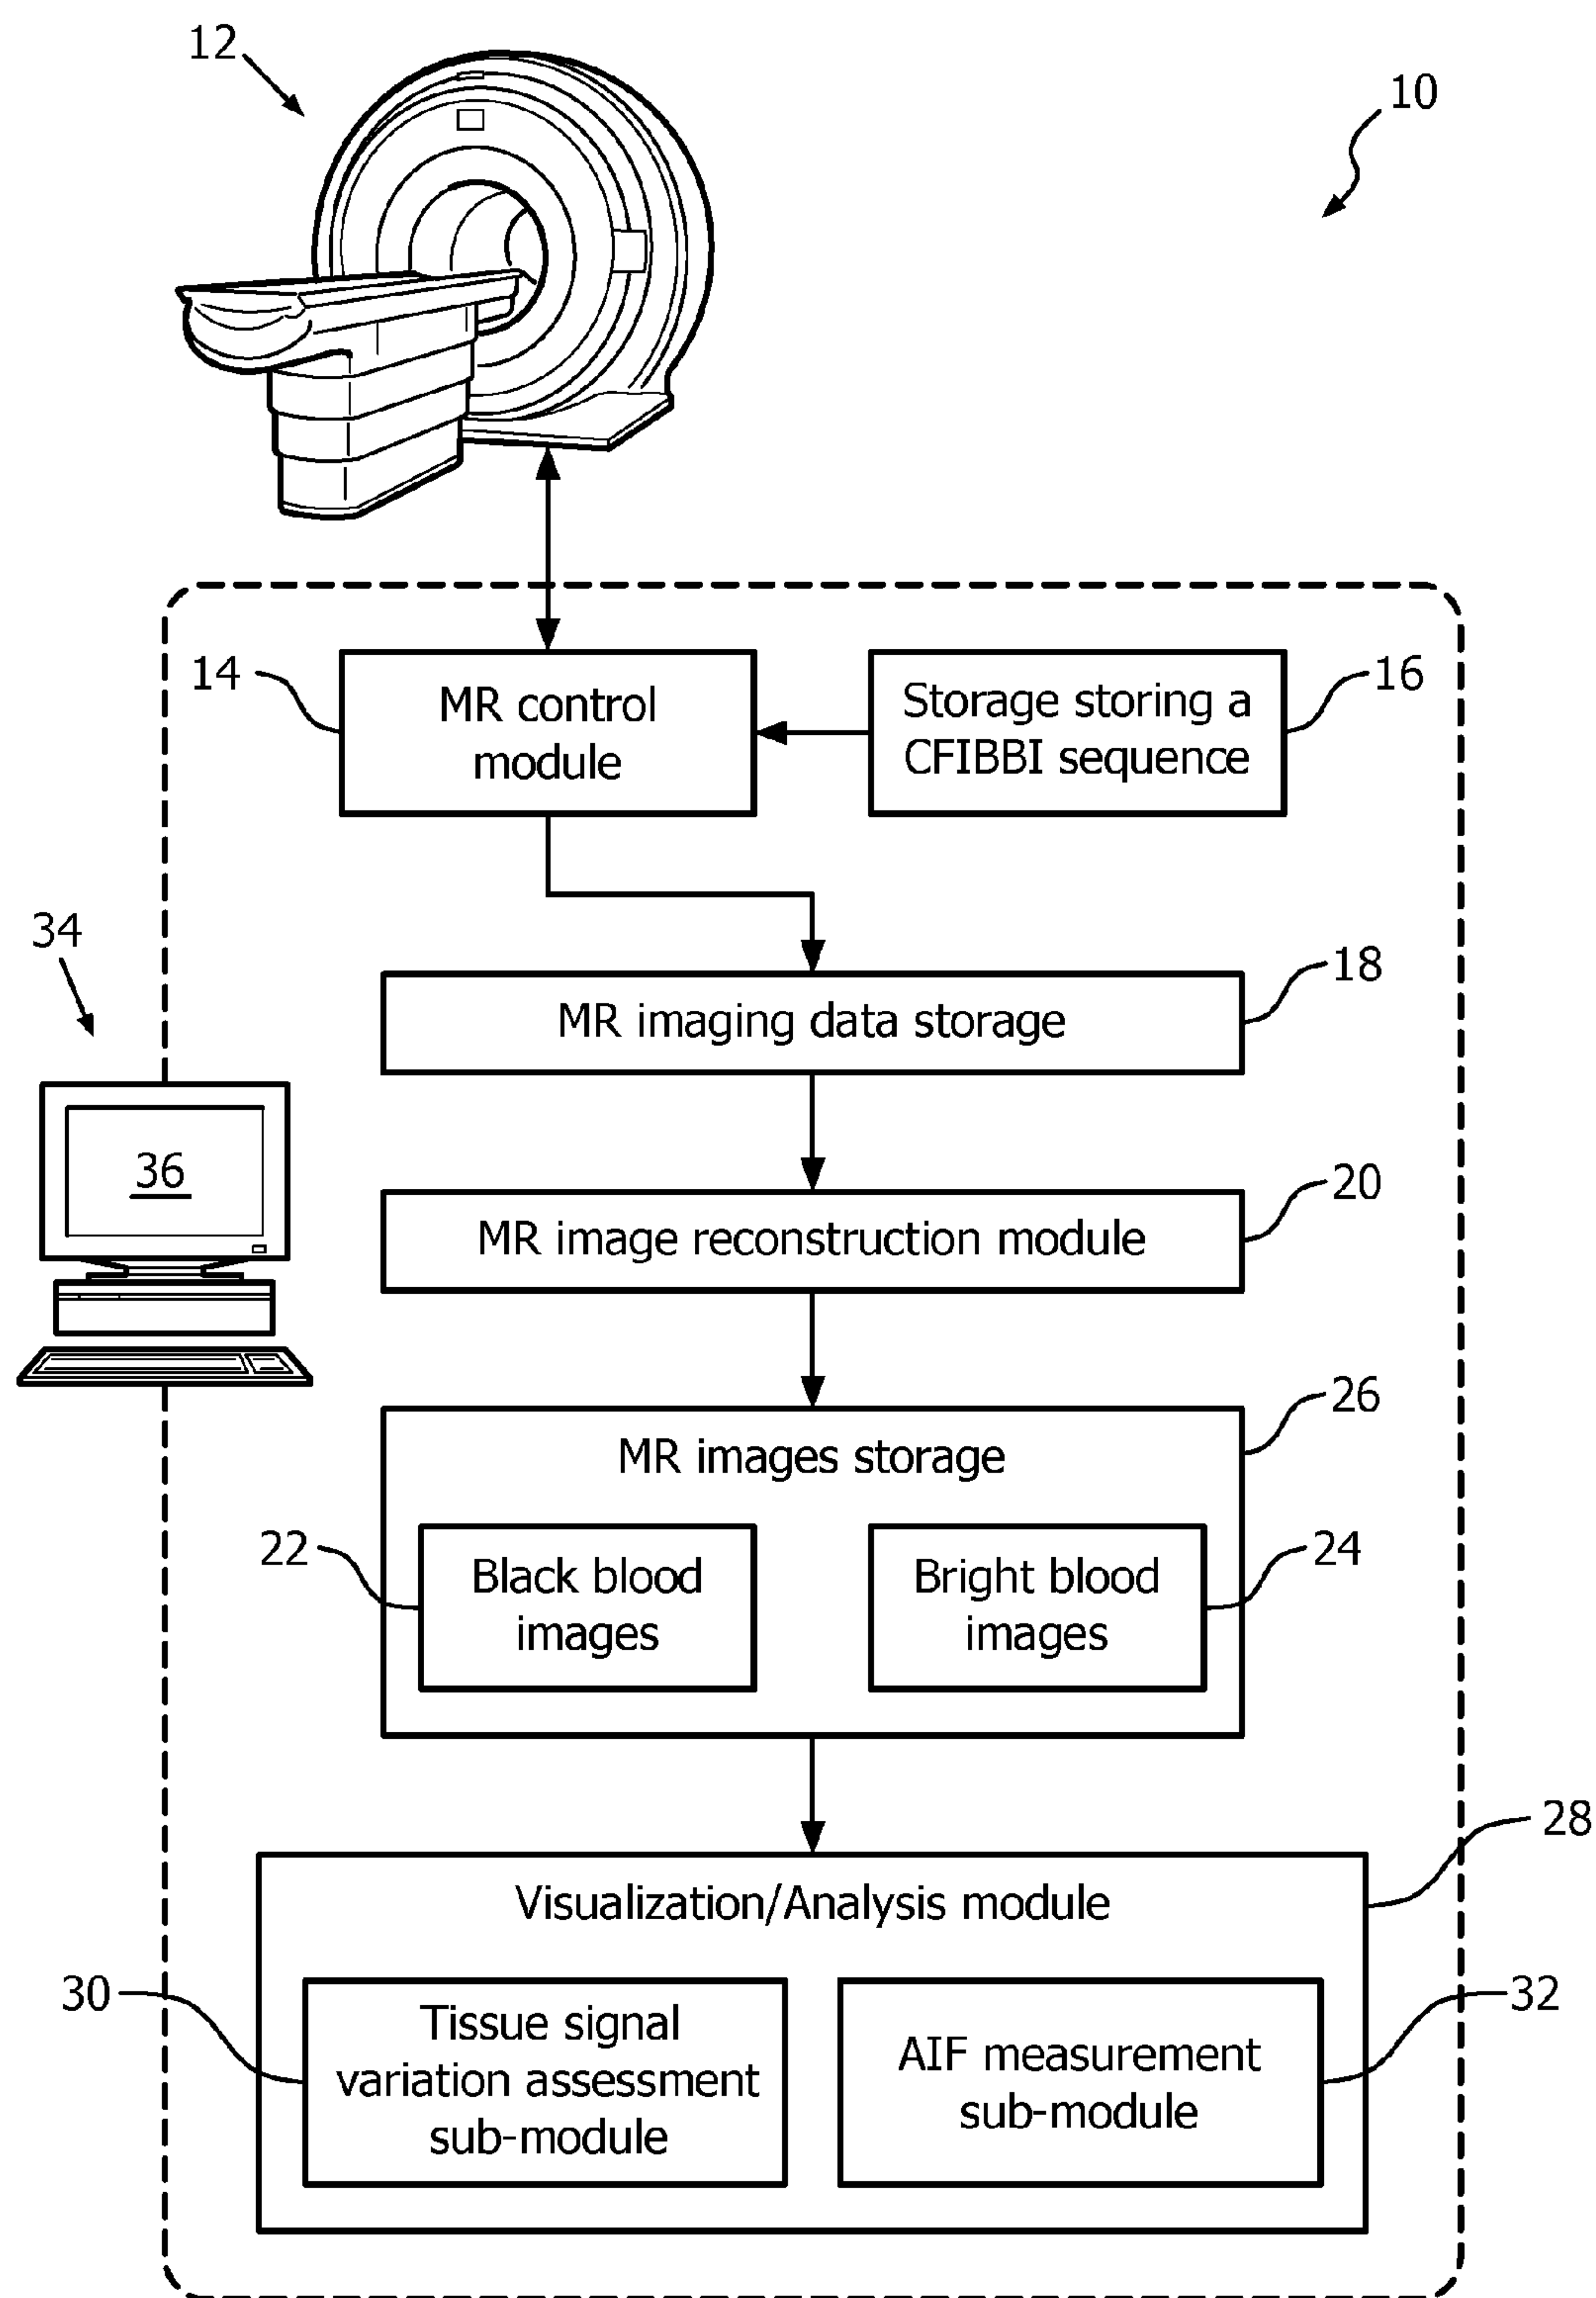 12
10
14
MR control
module
Storage storing a
CFIBBI sequence
16
34
18
MR imaging data storage
36
20
MR image reconstruction module
26
MR images storage
22
Black blood
images
Bright blood
images
24
28
Visualization/Analysis module
30
Tissue signal
variation assessment
sub-module
AIF measurement
sub-module
32